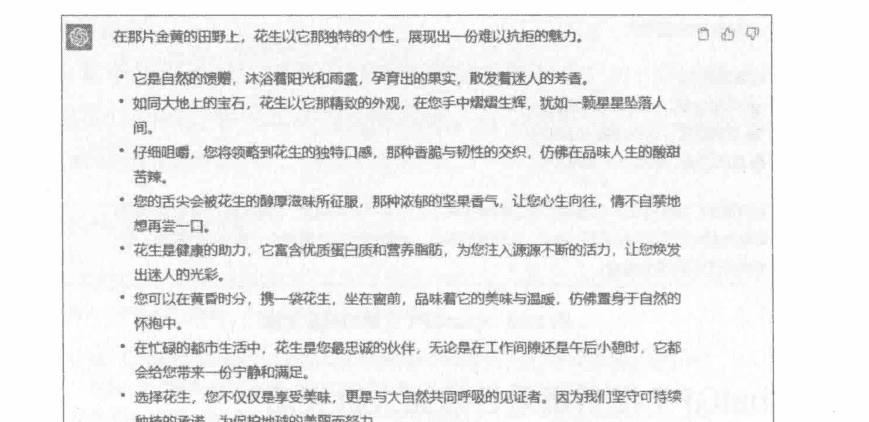 在那片金黄的田野上，花生以它那独特的个性，展现出一份难以抗拒的魅力。
• 它是自然的馈赠，沐浴着阳光和雨露，孕育出的果实，散发着迷人的芳香。
• 如同大地上的宝石，花生以它那精致的外观，在您手中熠熠生辉，犹如一颗星星坠落人
间。
• 仔细咀嚼，您将领略到花生的独特口感，那种香脆与韧性的交织，仿佛在品味人生的酸甜
苦辣。
• 您的舌尖会被花生的醇厚滋味所征服，那种浓郁的坚果香气，让您心生向往，情不自禁地
想再尝一口。
• 花生是健康的助力，它富含优质蛋白质和营养脂肪，为您注入源源不断的活力，让您焕发
出迷人的光彩。
• 您可以在黄昏时分，携一袋花生，坐在窗前，品味着它的美味与温暖，仿佛置身于自然的
怀抱中。
• 在忙碌的都市生活中，花生是您最忠诚的伙伴，无论是在工作间隙还是午后小憩时，它都
会给您带来一份宁静和满足。
• 选择花生，您不仅仅是享受美味，更是与大自然共同呼吸的见证者。因为我们坚守可持续
种植的承诺，为保护地球的美丽而努力